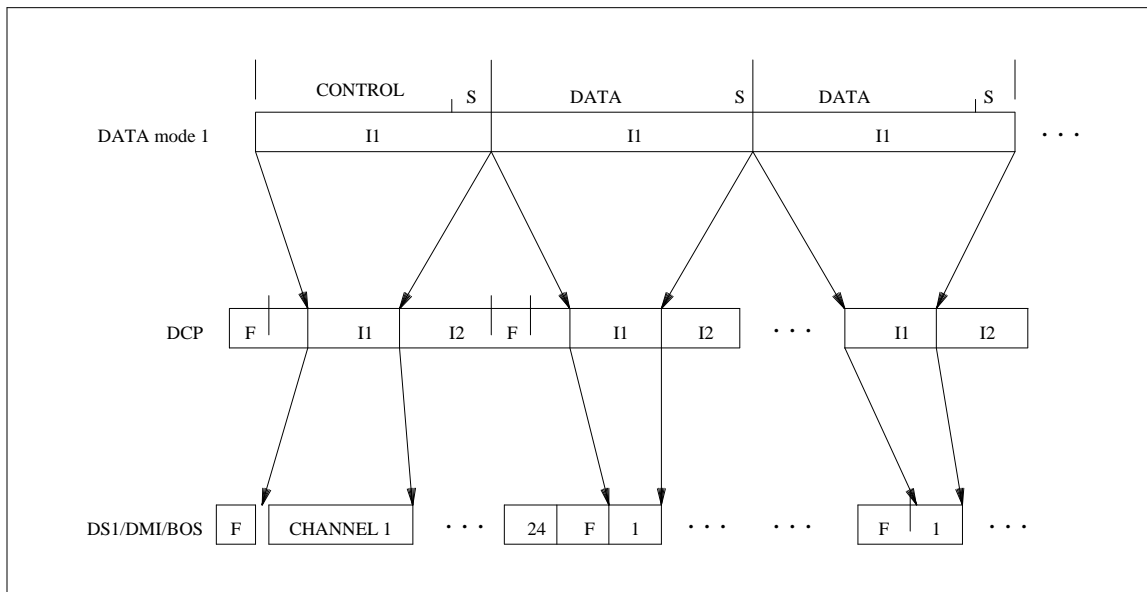 CONTROL S DATA S DATA S
DATA mode 1 I1 I1 I1 . . .
DCP F I1 I2 F I1 I2 . . . I1 I2
DS1/DMI/BOS F CHANNEL 1 . . . 24 F 1 . . . . . . F 1 . . .